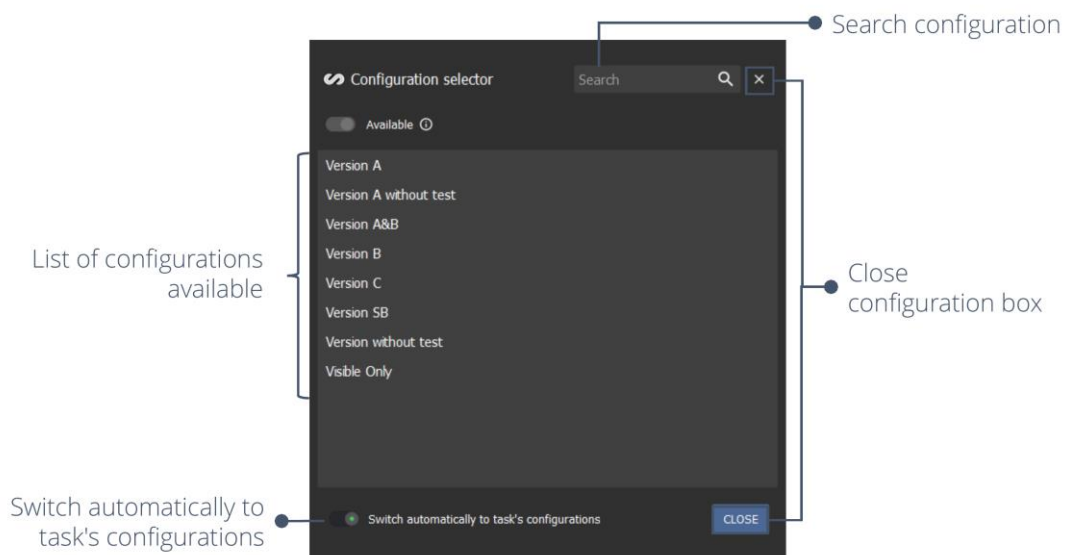 Search configuration
Configuration selector
Search
Available
Version A
Version A without test
Version A&B
Version B
Version C
Version SB
Version without test
Visible Only
List of configurations
available
Close
configuration box
Switch automatically to
task's configurations
Switch automatically to task's configurations
CLOSE